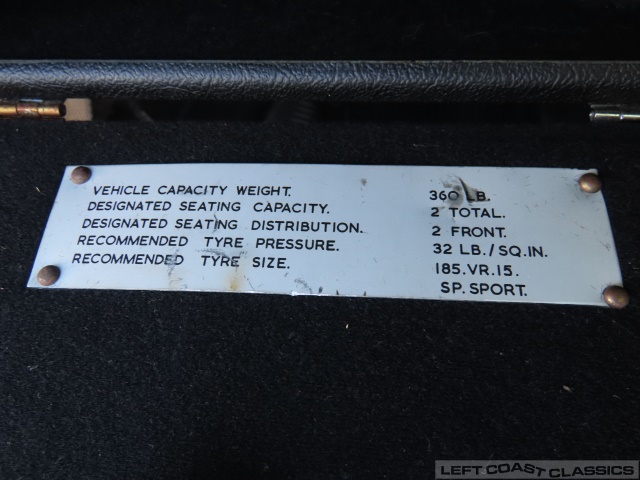 VEHICLE CAPACITY WEIGHT. 360 LB.
DESIGNATED SEATING CAPACITY. 2 TOTAL.
DESIGNATED SEATING DISTRIBUTION. 2 FRONT.
RECOMMENDED TYRE PRESSURE. 32 LB./SQ.IN.
RECOMMENDED TYRE SIZE. 185.VR.15.
SP. SPORT.
LEFT COAST CLASSICS